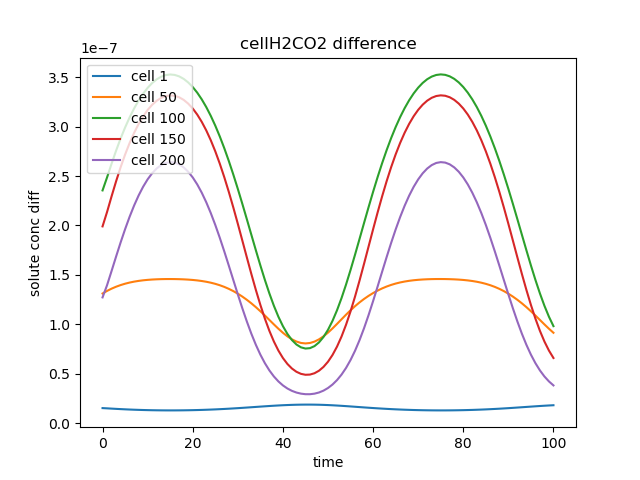 cellH2CO2 difference
1e−7
cell 1
cell 50
cell 100
cell 150
cell 200
3.5
3.0
2.5
2.0
1.5
1.0
0.5
0.0
solute conc diff
0 20 40 60 80 100
time